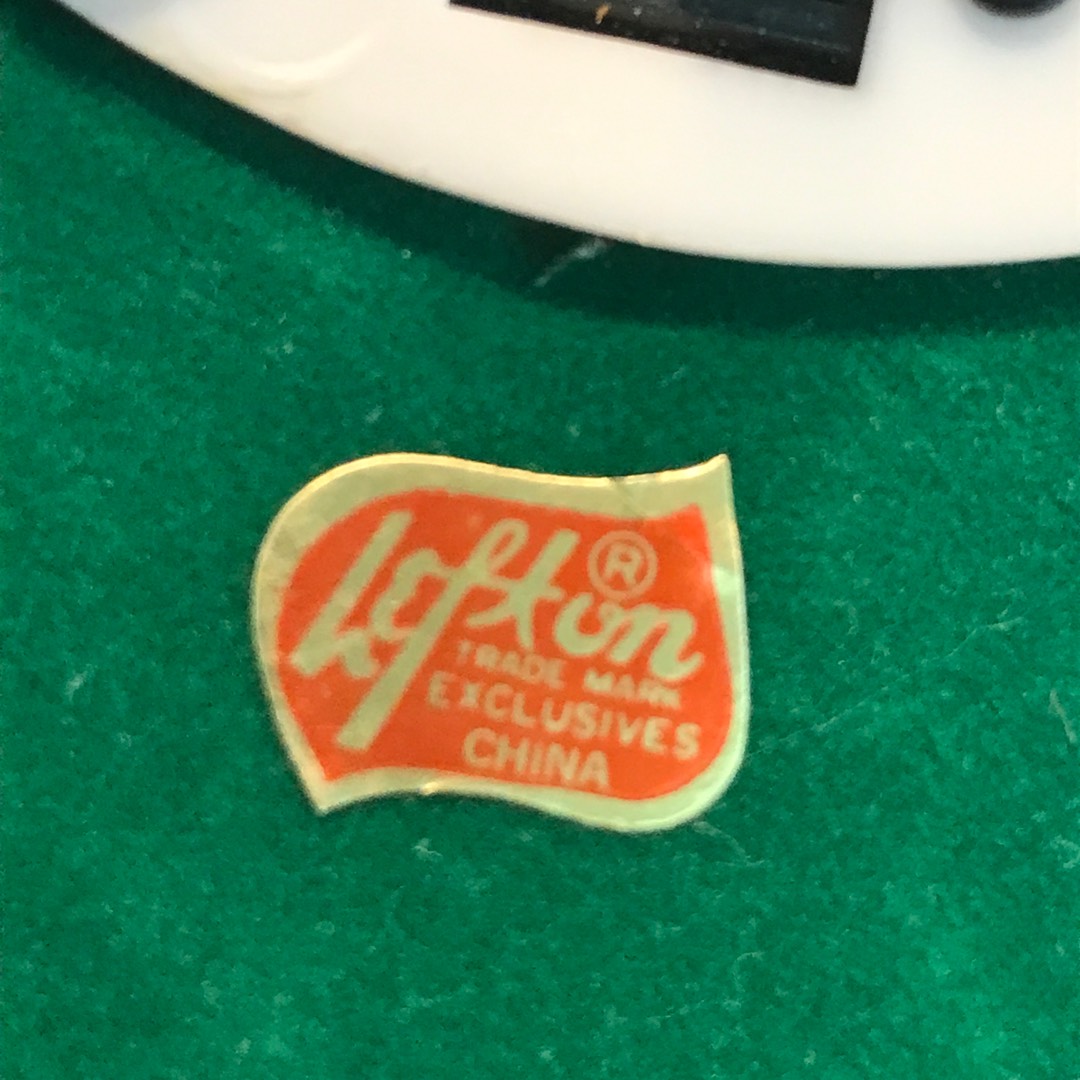 Lefton ®
TRADE MARK
EXCLUSIVES
CHINA